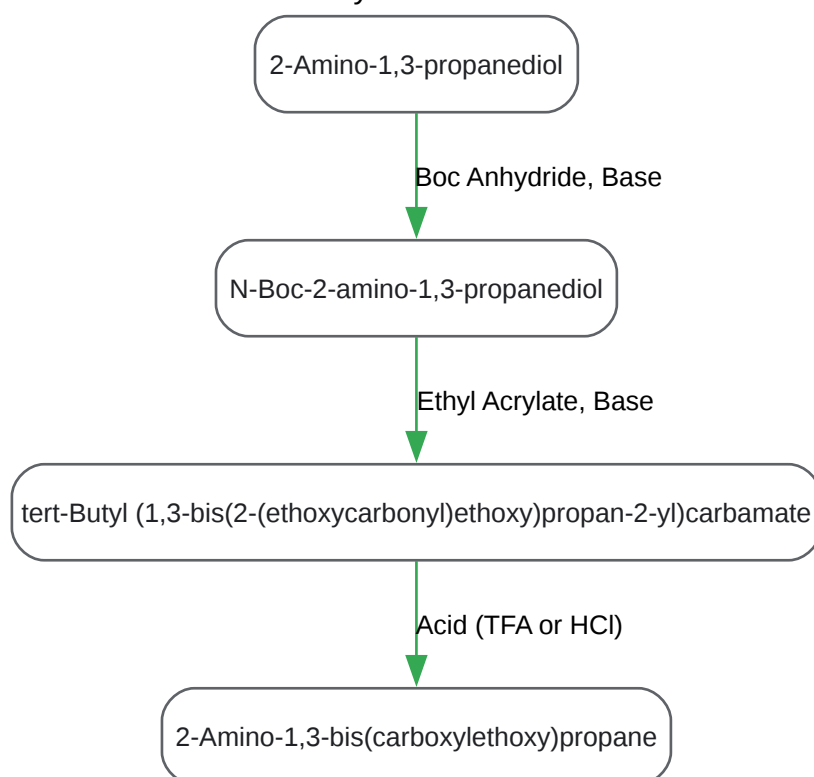 2-Amino-1,3-propanediol
Boc Anhydride, Base
N-Boc-2-amino-1,3-propanediol
Ethyl Acrylate, Base
tert-Butyl (1,3-bis(2-(ethoxycarbonyl)ethoxy)propan-2-yl)carbamate
Acid (TFA or HCl)
2-Amino-1,3-bis(carboxylethoxy)propane